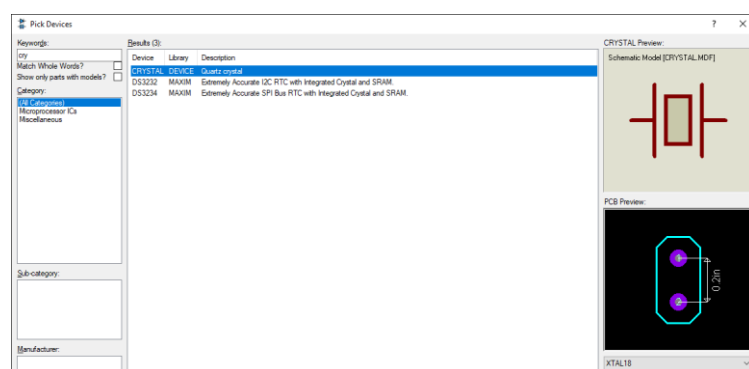 Pick Devices
? ×
Keywords:
cry
Match Whole Words?
Show only parts with models?
Category:
(All Categories)
Microprocessor ICs
Miscellaneous
Sub-category:
Manufacturer:
Results (3):
Device Library Description
CRYSTAL DEVICE Quartz crystal
DS3232 MAXIM Extremely Accurate I2C RTC with Integrated Crystal and SRAM.
DS3234 MAXIM Extremely Accurate SPI Bus RTC with Integrated Crystal and SRAM.
CRYSTAL Preview:
Schematic Model [CRYSTAL.MDF]
PCB Preview:
0.2in
XTAL18